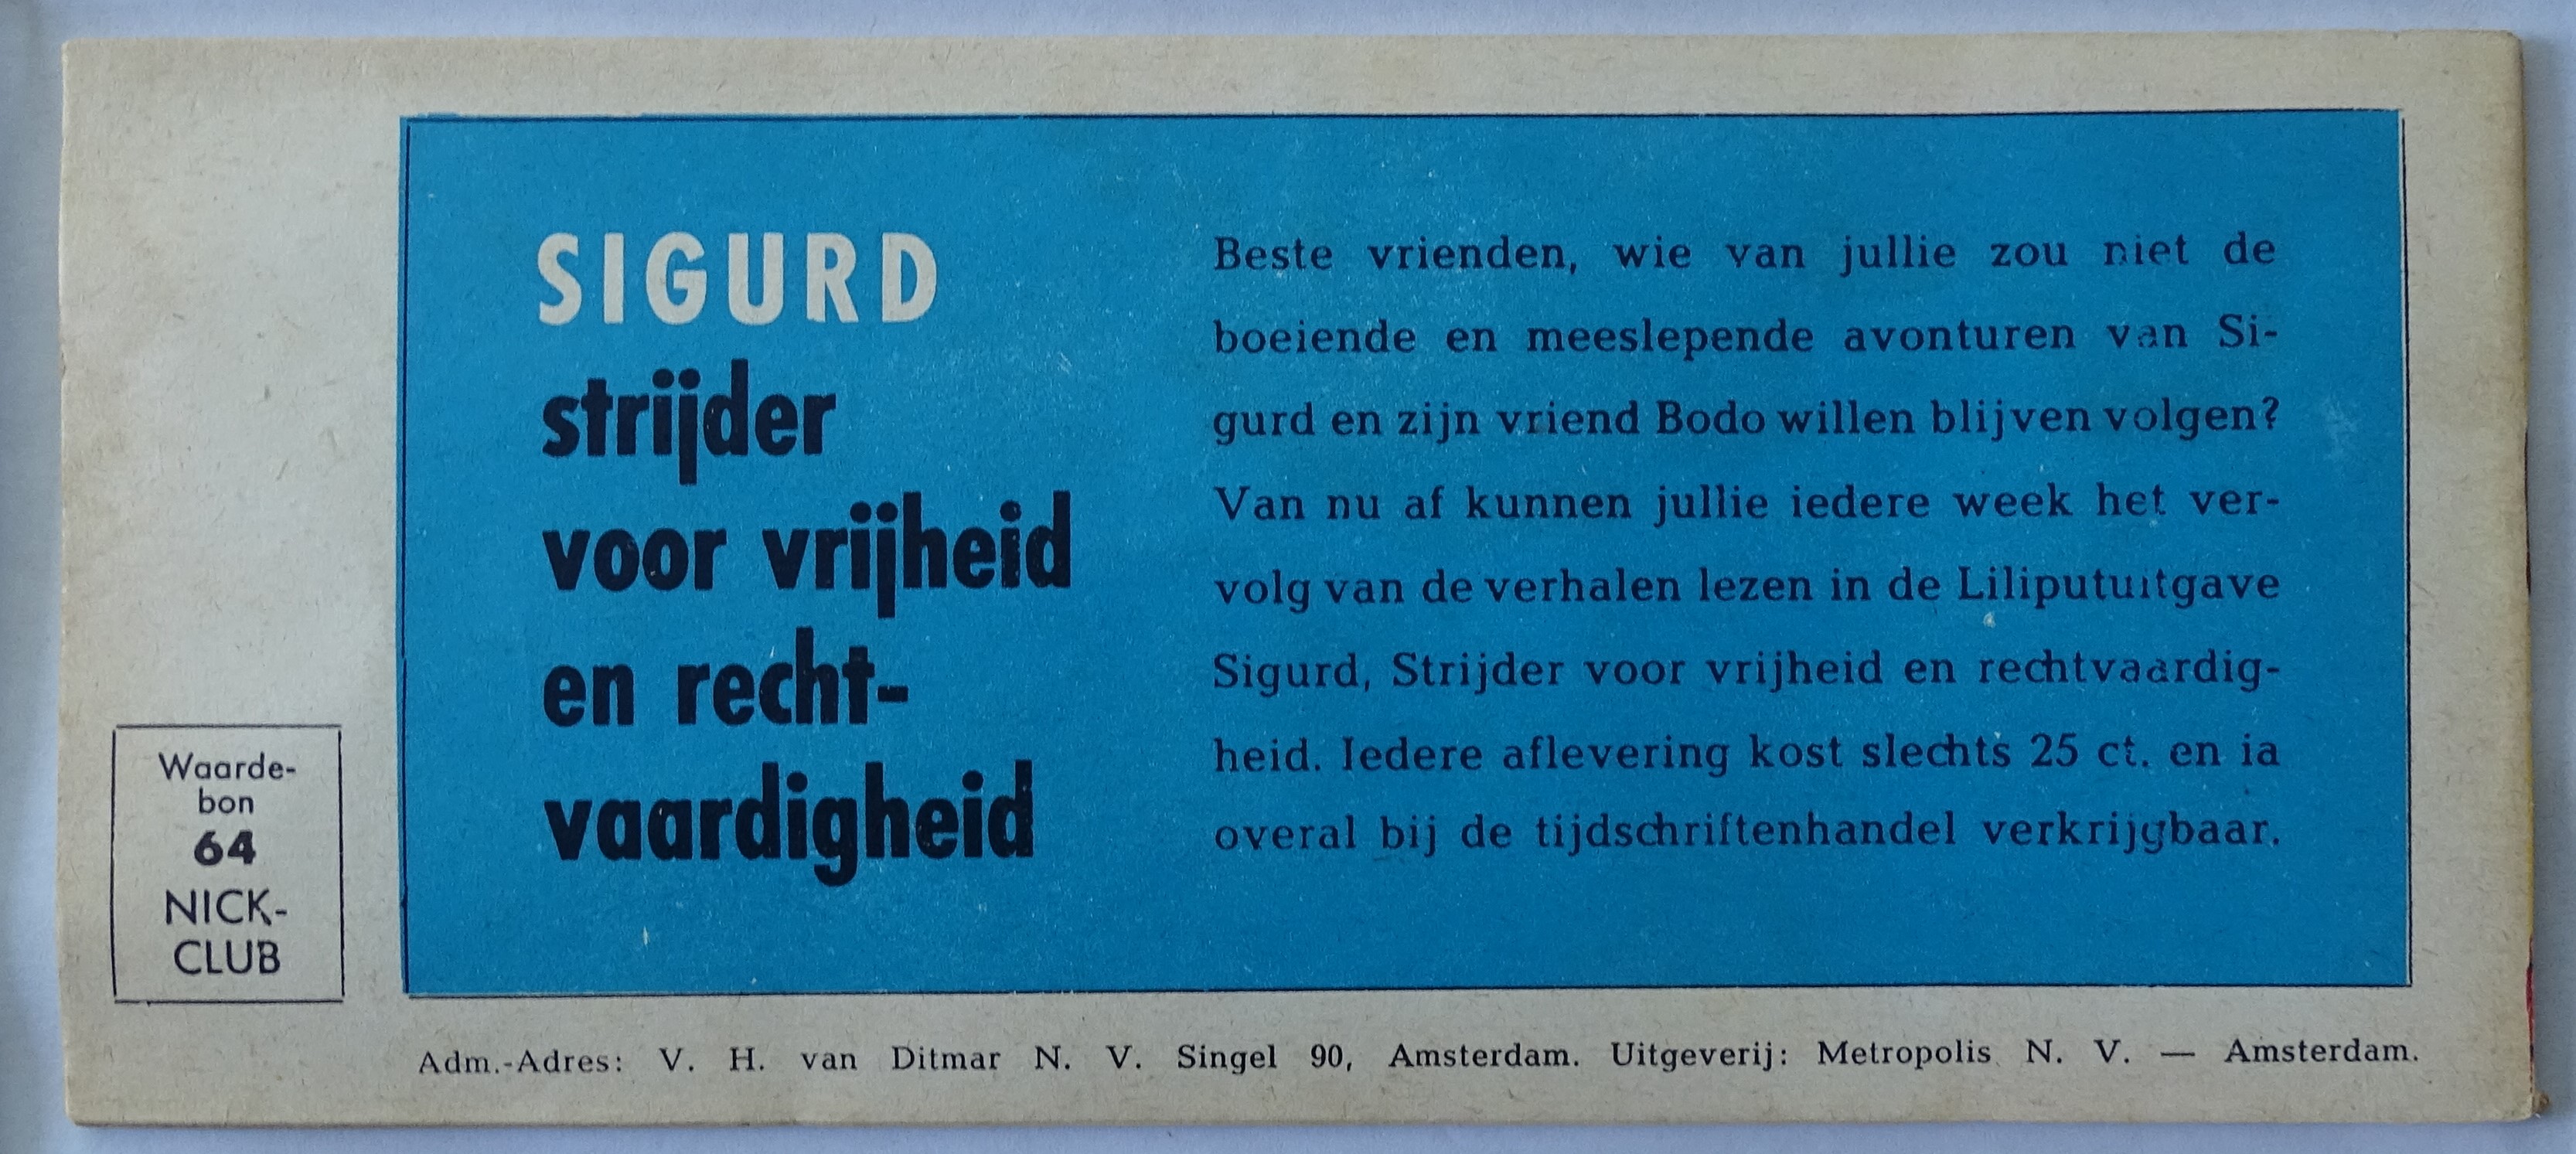 SIGURD
strijder
voor vrijheid
en recht-
vaardigheid
Beste vrienden, wie van jullie zou niet de
boeiende en meeslepende avonturen van Si-
gurd en zijn vriend Bodo willen blijven volgen?
Van nu af kunnen jullie iedere week het ver-
volg van de verhalen lezen in de Liliputuitgave
Sigurd, Strijder voor vrijheid en rechtvaardig-
heid. Iedere aflevering kost slechts 25 ct. en ia
overal bij de tijdschriftenhandel verkrijgbaar.
Waarde-
bon
64
NICK-
CLUB
Adm.-Adres: V. H. van Ditmar N. V. Singel 90, Amsterdam. Uitgeverij: Metropolis N. V. — Amsterdam.